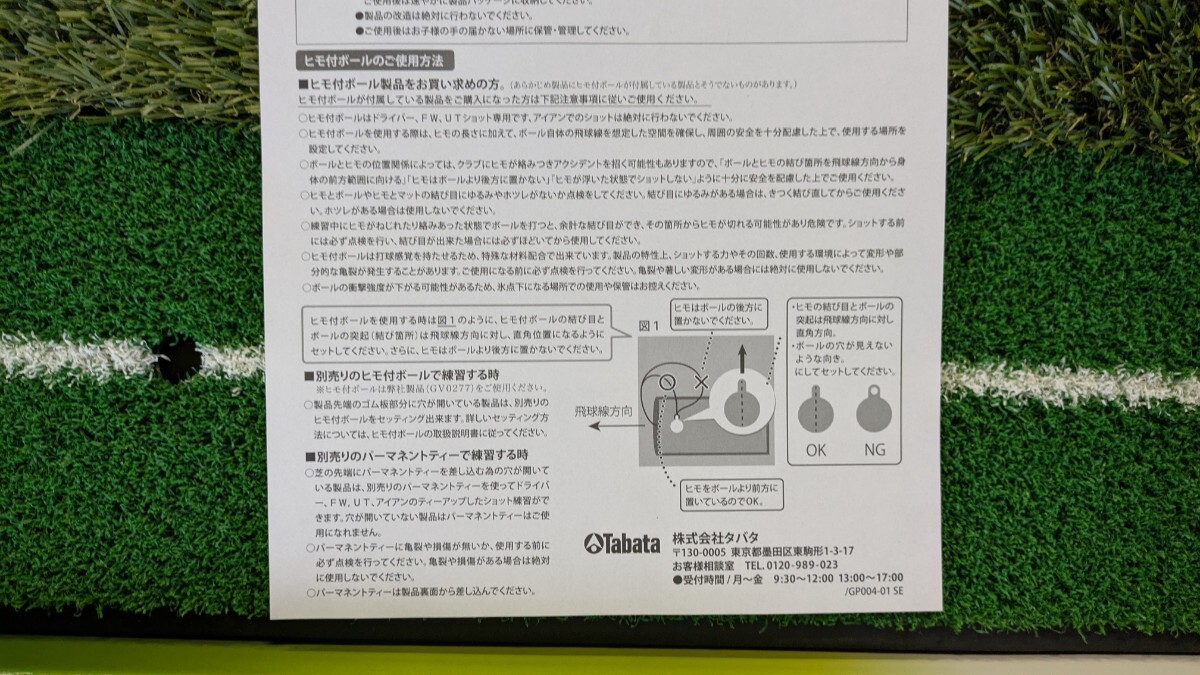 ご使用後は速やかに製品パッケージに収納してください。
●製品の改造は絶対に行わないでください。
●ご使用後はお子様の手の届かない場所に保管・管理してください。
ヒモ付ボールのご使用方法
■ヒモ付ボール製品をお買い求めの方。(あらかじめ製品にヒモ付ボールが付属している製品とそうでないものがあります。)
ヒモ付ボールが付属している製品をご購入になった方は下記注意事項に従いご使用ください。
○ヒモ付ボールはドライバー、FW、UTショット専用です。アイアンでのショットは絶対に行わないでください。
○ヒモ付ボールを使用する際は、ヒモの長さに加えて、ボール自体の飛球線を想定した空間を確保し、周囲の安全を十分配慮した上で、使用する場所を
設定してください。
○ボールとヒモの位置関係によっては、クラブにヒモが絡みつきアクシデントを招く可能性もありますので、「ボールとヒモの結び箇所を飛球線方向から身
体の前方範囲に向ける」「ヒモはボールより後方に置かない」「ヒモが浮いた状態でショットしない」ように十分に安全を配慮した上でご使用ください。
○ヒモとボールやヒモとマットの結び目にゆるみやホツレがないか点検をしてください。結び目にゆるみがある場合は、きつく結び直してからご使用くださ
い。ホツレがある場合は使用しないでください。
○練習中にヒモがねじれたり絡みあった状態でボールを打つと、余計な結び目ができ、その箇所からヒモが切れる可能性があり危険です。ショットする前
には必ず点検を行い、結び目が出来た場合には必ずほどいてから使用してください。
○ヒモ付ボールは打球感覚を持たせるため、特殊な材料配合で出来ています。製品の特性上、ショットする力やその回数、使用する環境によって変形や部
分的な亀裂が発生することがあります。ご使用になる前に必ず点検を行ってください。亀裂や著しい変形がある場合には絶対に使用しないでください。
○ボールの衝撃強度が下がる可能性があるため、氷点下になる場所での使用や保管はお控えください。
ヒモ付ボールを使用する時は図1のように、ヒモ付ボールの結び目と
ボールの突起(結び箇所)は飛球線方向に対し、直角位置になるように
セットしてください。さらに、ヒモはボールより後方に置かないでください。
図1
ヒモはボールの後方に
置かないでください。
飛球線方向
ヒモをボールより前方に
置いているのでOK。
・ヒモの結び目とボールの
突起は飛球線方向に対し
直角方向。
・ボールの穴が見えない
ような向き。
にしてセットしてください。
OK NG
■別売りのヒモ付ボールで練習する時
※ヒモ付ボールは弊社製品(GV0277)をご使用ください。
○製品先端のゴム板部分に穴が開いている製品は、別売りの
ヒモ付ボールをセッティング出来ます。詳しいセッティング方
法については、ヒモ付ボールの取扱説明書に従ってください。
■別売りのパーマネントティーで練習する時
○芝の先端にパーマネントティーを差し込む為の穴が開いて
いる製品は、別売りのパーマネントティーを使ってドライバ
ー、FW、UT、アイアンのティーアップしたショット練習がで
きます。穴が開いていない製品はパーマネントティーはご使
用になれません。
○パーマネントティーに亀裂や損傷が無いか、使用する前に
必ず点検を行ってください。亀裂や損傷がある場合は絶対
に使用しないでください。
○パーマネントティーは製品裏面から差し込んでください。
Tabata
株式会社タバタ
〒130-0005 東京都墨田区東駒形1-3-17
お客様相談室 TEL.0120-989-023
●受付時間/月〜金 9:30〜12:00 13:00〜17:00
/GP004-01 SE